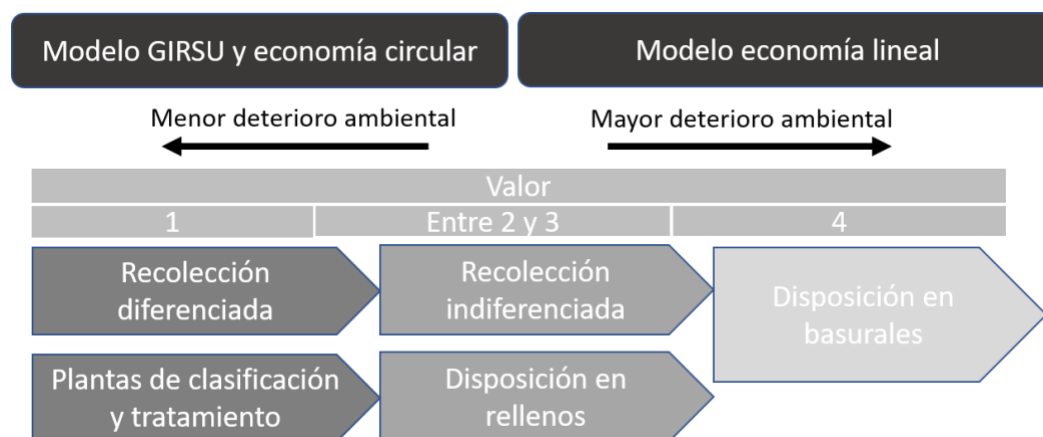 Modelo GIRSU y economía circular
Modelo economía lineal
Menor deterioro ambiental
Mayor deterioro ambiental
Valor
1
Entre 2 y 3
4
Recolección
diferenciada
Recolección
indiferenciada
Disposición en
basurales
Plantas de clasificación
y tratamiento
Disposición en
rellenos